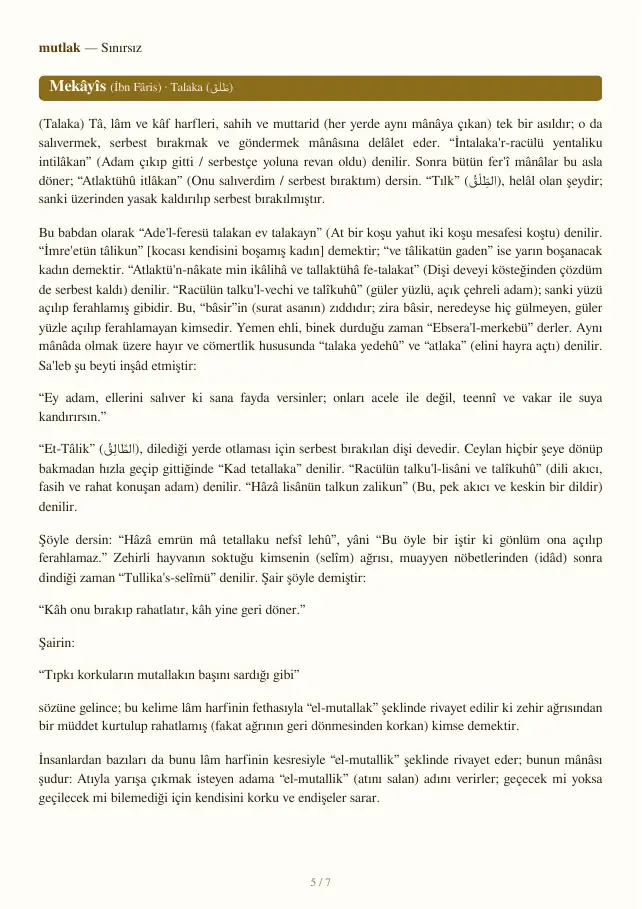 mutlak — Sınırsız
Mekâyîs (İbn Fâris) · Talaka (طَلَقَ)
(Talaka) Tâ, lâm ve kâf harfleri, sahih ve muttarid (her yerde aynı mânâya çıkan) tek bir asıldır; o da
salıvermek, serbest bırakmak ve göndermek mânâsına delâlet eder. “İntalaka'r-racülü yentaliku
intilâkan” (Adam çıkıp gitti / serbestçe yoluna revan oldu) denilir. Sonra bütün fer'î mânâlar bu asla
döner; “Atlaktühû itlâkan” (Onu salıverdim / serbest bıraktım) dersin. “Tılk” (الطِّلْقُ), helâl olan şeydir;
sanki üzerinden yasak kaldırılıp serbest bırakılmıştır.
Bu babdan olarak “Ade’l-feresü talakan ev talakayn” (At bir koşu yahut iki koşu mesafesi koştu) denilir.
“İmre'etün tâlikun” [kocası kendisini boşamış kadın] demektir; “ve tâlikatün gaden” ise yarın boşanacak
kadın demektir. “Atlaktü'n-nâkate min ikâlihâ ve tallaktühâ fe-talakat” (Dişi deveyi kösteğinden çözdüm
de serbest kaldı) denilir. “Racülün talku'l-vechi ve talîkuhû” (güler yüzlü, açık çehreli adam); sanki yüzü
açılıp ferahlamış gibidir. Bu, “bâsir”in (surat asanın) zıddıdır; zira bâsir, neredeyse hiç gülmeyen, güler
yüzle açılıp ferahlamayan kimsedir. Yemen ehli, binek durduğu zaman “Ebsera'l-merkebü” derler. Aynı
mânâda olmak üzere hayır ve cömertlik hususunda “talaka yedehû” ve “atlaka” (elini hayra açtı) denilir.
Sa'leb şu beyti inşâd etmiştir:
“Ey adam, ellerini salıver ki sana fayda versinler; onları acele ile değil, teennî ve vakar ile suya
kandırırsın.”
“Et-Tâlik” (الطَّالِقُ), dilediği yerde otlaması için serbest bırakılan dişi devedir. Ceylan hiçbir şeye dönüp
bakmadan hızla geçip gittiğinde “Kad tetallaka” denilir. “Racülün talku'l-lisâni ve talîkuhû” (dili akıcı,
fasih ve rahat konuşan adam) denilir. “Hâzâ lisânün talkun zalikun” (Bu, pek akıcı ve keskin bir dildir)
denilir.
Şöyle dersin: “Hâzâ emrün mâ tetallaku nefsî lehû”, yâni “Bu öyle bir iştir ki gönlüm ona açılıp
ferahlamaz.” Zehirli hayvanın soktuğu kimsenin (selîm) ağrısı, muayyen nöbetlerinden (idâd) sonra
dindiği zaman “Tullika's-selîmü” denilir. Şair şöyle demiştir:
“Kâh onu bırakıp rahatlatır, kâh yine geri döner.”
Şairin:
“Tıpkı korkuların mutallakın başını sardığı gibi”
sözüne gelince; bu kelime lâm harfinin fethasıyla “el-mutallak” şeklinde rivayet edilir ki zehir ağrısından
bir müddet kurtulup rahatlamış (fakat ağrının geri dönmesinden korkan) kimse demektir.
İnsanlardan bazıları da bunu lâm harfinin kesresiyle “el-mutallik” şeklinde rivayet eder; bunun mânâsı
şudur: Atıyla yarışa çıkmak isteyen adama “el-mutallik” (atını salan) adını verirler; geçecek mi yoksa
geçilecek mi bilemediği için kendisini korku ve endişeler sarar.
5 / 7